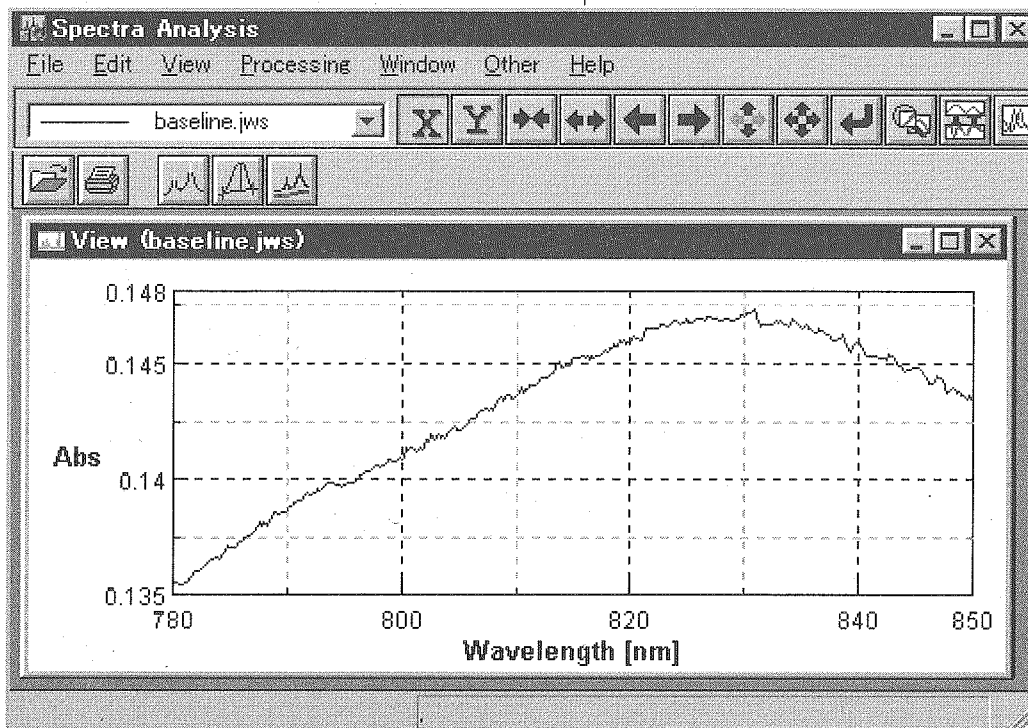 Spectra Analysis
File Edit View Processing Window Other Help
baseline.jws X Y
View (baseline.jws)
0.148
0.145
Abs
0.14
0.135
780 800 820 840 850
Wavelength [nm]